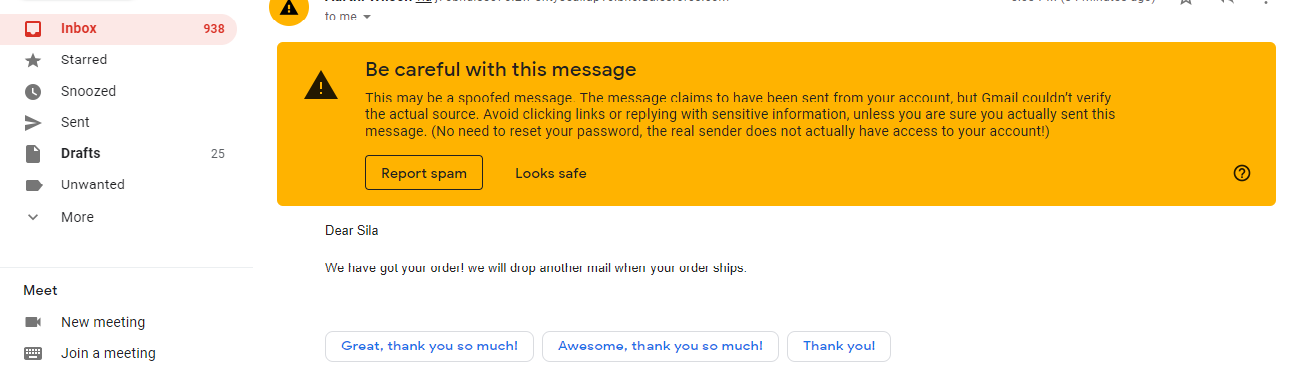 Inbox 938
to me
Starred
Snoozed
Sent
Drafts 25
Unwanted
More
Be careful with this message
This may be a spoofed message. The message claims to have been sent from your account, but Gmail couldn't verify
the actual source. Avoid clicking links or replying with sensitive information, unless you are sure you actually sent this
message. (No need to reset your password, the real sender does not actually have access to your account!)
Report spam Looks safe
Dear Sila
We have got your order! we will drop another mail when your order ships.
Meet
New meeting
Join a meeting
Great, thank you so much! Awesome, thank you so much! Thank you!